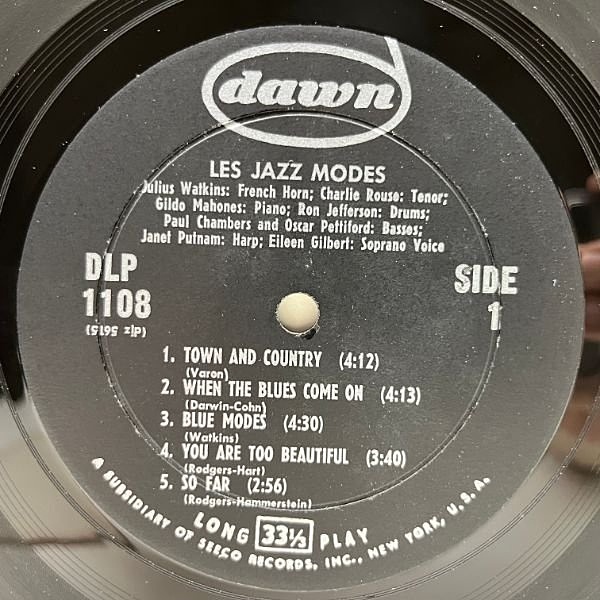 dawn
LES JAZZ MODES
Julius Watkins: French Horn; Charlie Rouse: Tenor;
Gildo Mahones: Piano; Ron Jefferson: Drums;
Paul Chambers and Oscar Pettiford: Basses;
Janet Putnam: Harp; Eileen Gilbert: Soprano Voice
DLP
1108
SIDE
1
1. TOWN AND COUNTRY (4:12)
(Varon)
2. WHEN THE BLUES COME ON (4:13)
(Darwin-Cohn)
3. BLUE MODES (4:30)
(Watkins)
4. YOU ARE TOO BEAUTIFUL (3:40)
(Rodgers-Hart)
5. SO FAR (2:56)
(Rodgers-Hammerstein)
LONG 33⅓ PLAY
A SUBSIDIARY OF SEECO RECORDS, INC., NEW YORK, U.S.A.